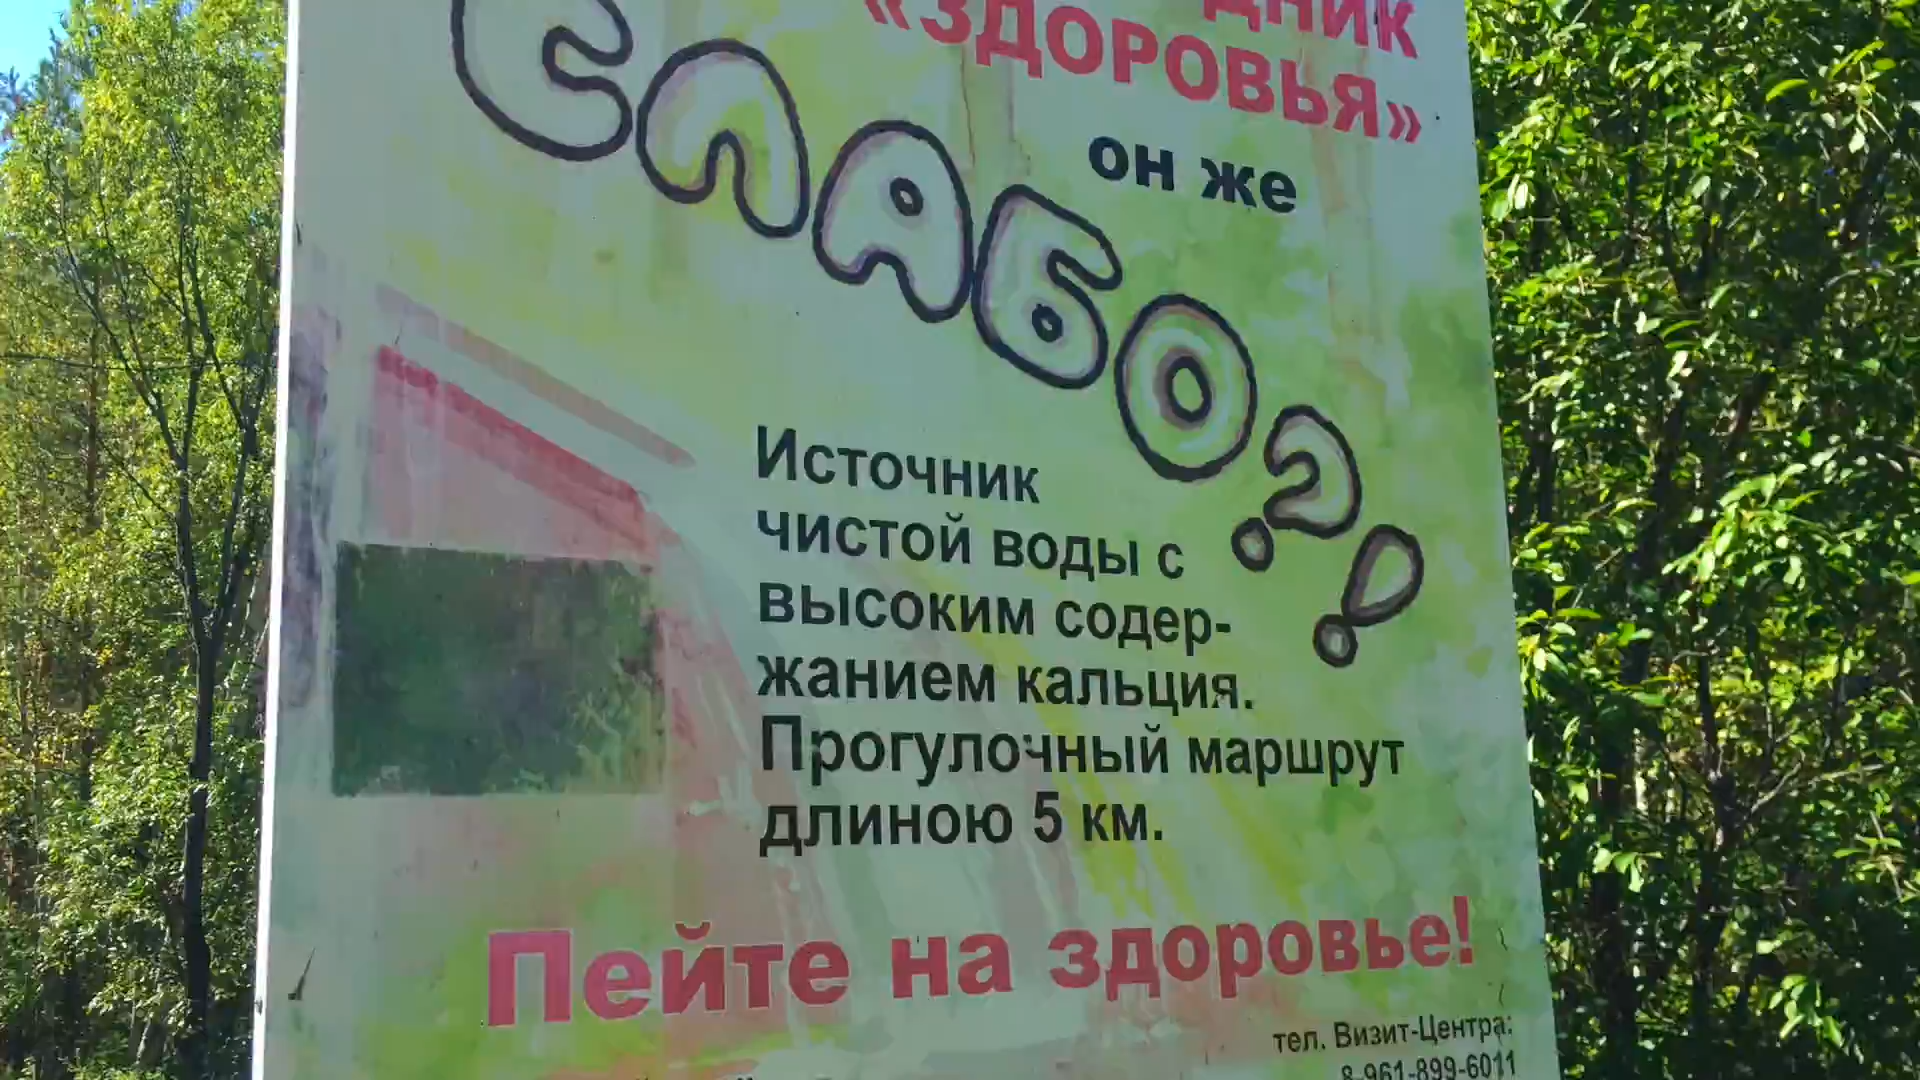 «ЗДОРОВЬЯ»
он же
СЛАБО?!
Источник
чистой воды с
высоким содер-
жанием кальция.
Прогулочный маршрут
длиною 5 км.
Пейте на здоровье!
тел. Визит-Центра:
8-961-899-6011